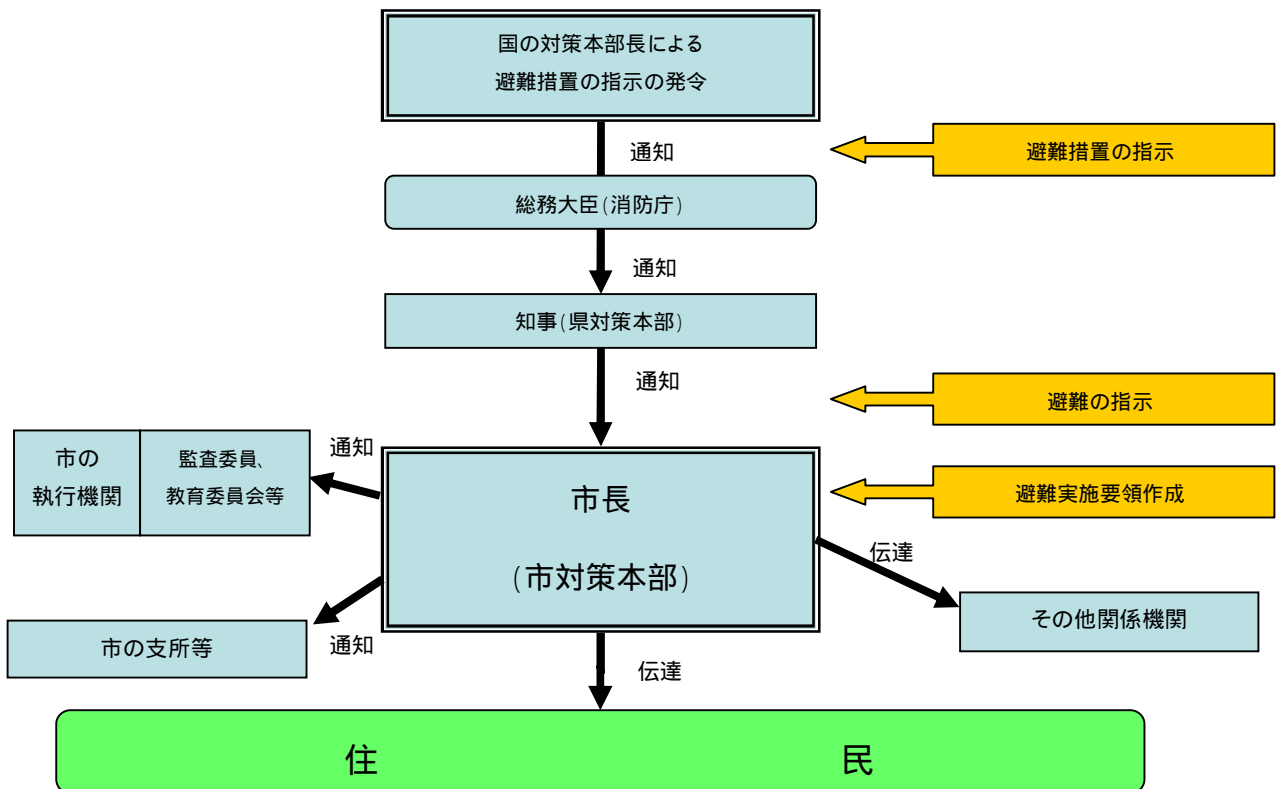 国の対策本部長による
避難措置の指示の発令
通知
避難措置の指示
総務大臣(消防庁)
通知
知事(県対策本部)
通知
避難の指示
市の
執行機関
監査委員、
教育委員会等
通知
市長
(市対策本部)
避難実施要領作成
伝達
その他関係機関
市の支所等
通知
伝達
住民